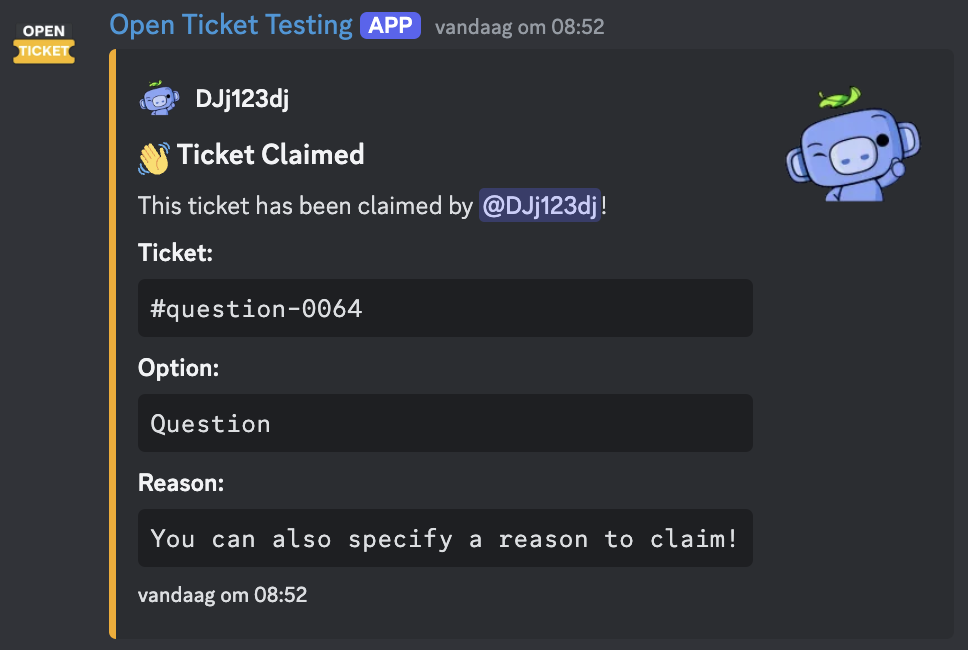 OPEN
TICKET
Open Ticket Testing APP vandaag om 08:52
DJj123dj
👋 Ticket Claimed
This ticket has been claimed by @DJj123dj!
Ticket:
#question-0064
Option:
Question
Reason:
You can also specify a reason to claim!
vandaag om 08:52